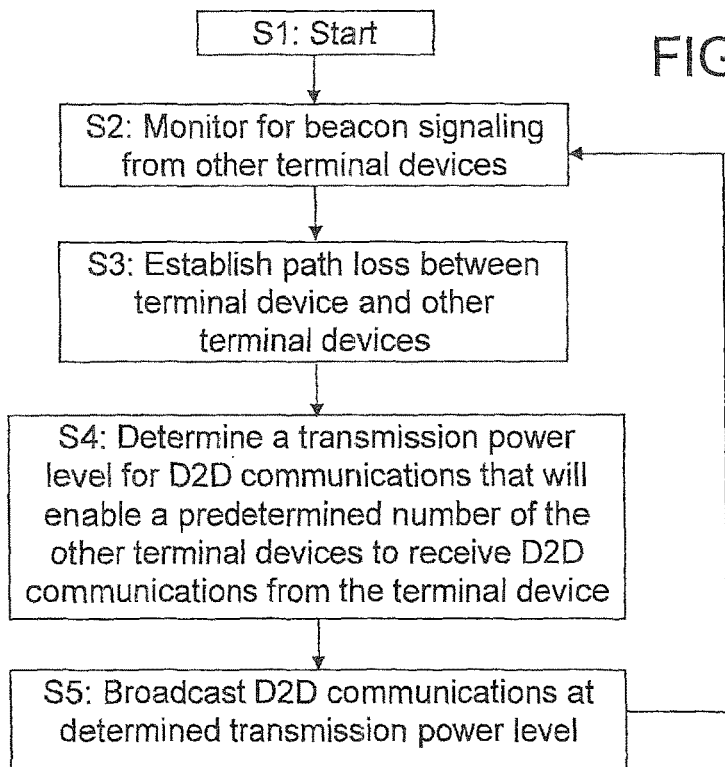 S1: Start
FIG
S2: Monitor for beacon signaling
from other terminal devices
S3: Establish path loss between
terminal device and other
terminal devices
S4: Determine a transmission power
level for D2D communications that will
enable a predetermined number of the
other terminal devices to receive D2D
communications from the terminal device
S5: Broadcast D2D communications at
determined transmission power level